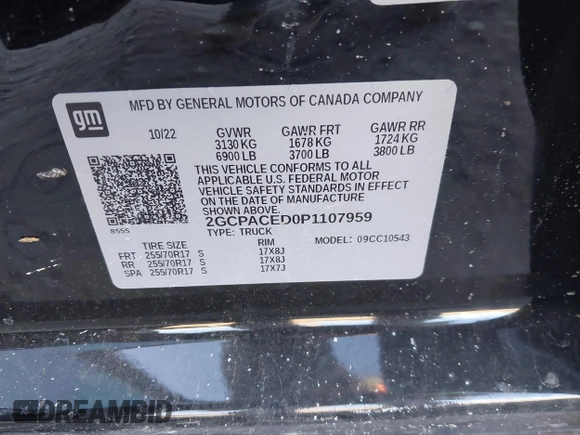 gm
MFD BY GENERAL MOTORS OF CANADA COMPANY
10/22 GVWR GAWR FRT GAWR RR
3130 KG 1678 KG 1724 KG
6900 LB 3700 LB 3800 LB
THIS VEHICLE CONFORMS TO ALL
APPLICABLE U.S. FEDERAL MOTOR
VEHICLE SAFETY STANDARDS IN EFFECT
ON THE DATE OF MANUFACTURE
SHOWN ABOVE.
8555
2GCPACED0P1107959
TYPE: TRUCK
TIRE SIZE RIM MODEL: 09CC10543
FRT 255/70R17 S 17X8J
RR 255/70R17 S 17X8J
SPA 255/70R17 S 17X7J
DREAMBID